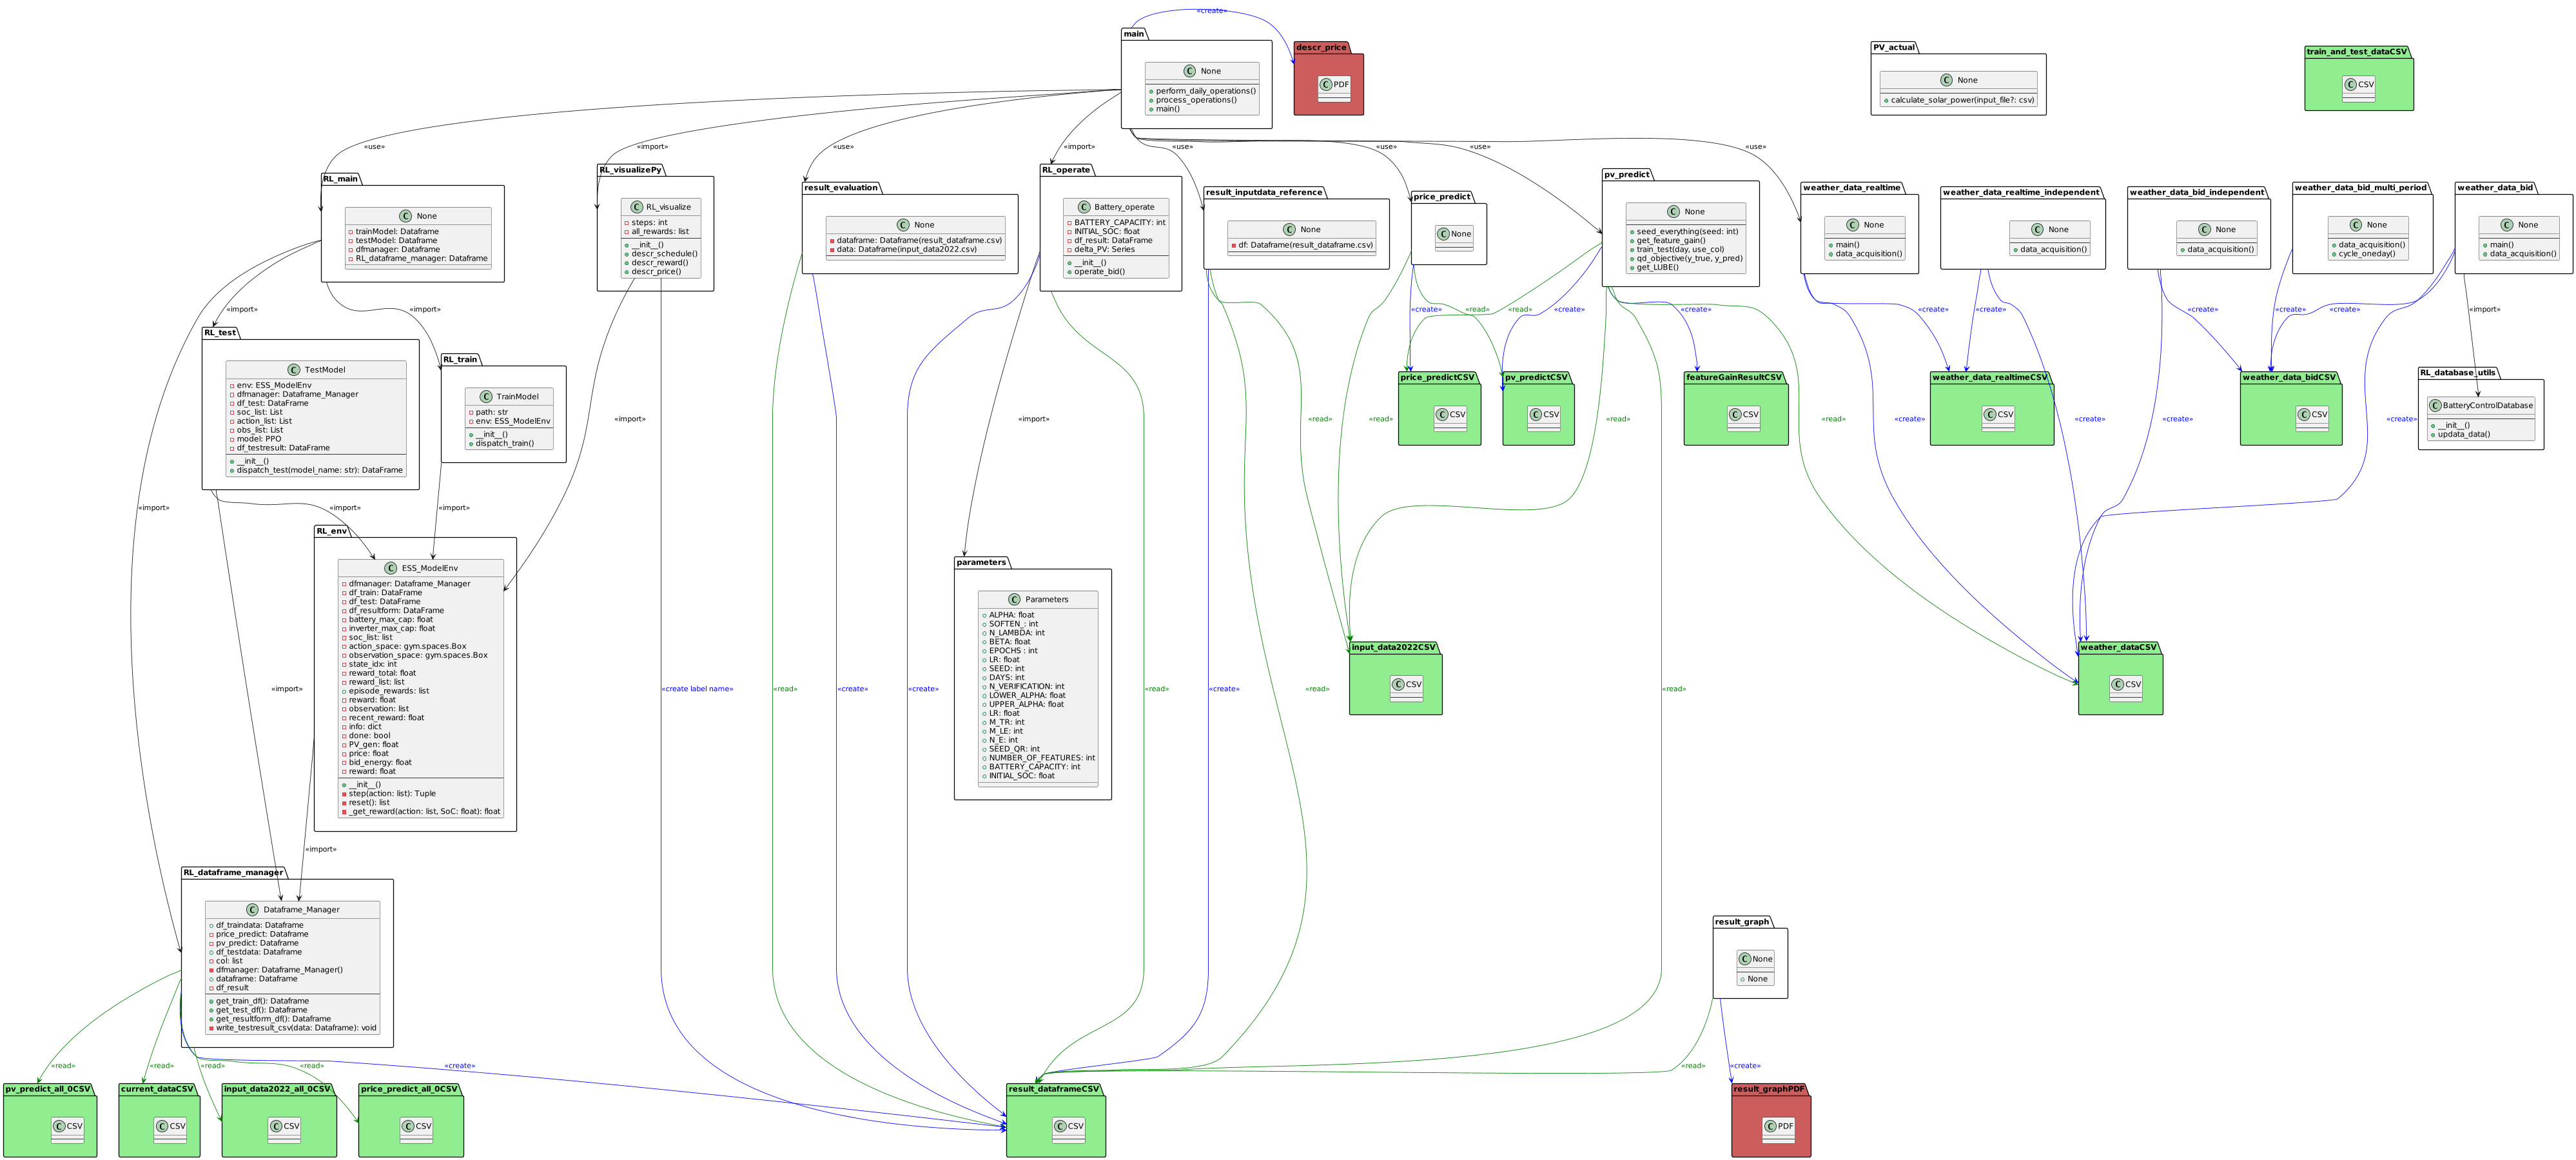 «create»
main
None
perform_daily_operations()
process_operations()
main()
descr_price
PDF
PV_actual
None
calculate_solar_power(input_file?: csv)
train_and_test_dataCSV
CSV
«use»
«import»
«use»
«import»
«use»
«use»
«use»
«use»
RL_main
None
trainModel: Dataframe
testModel: Dataframe
dfmanager: Dataframe
RL_dataframe_manager: Dataframe
RL_visualizePy
RL_visualize
steps: int
all_rewards: list
__init__()
descr_schedule()
descr_reward()
descr_price()
result_evaluation
None
dataframe: Dataframe(result_dataframe.csv)
data: Dataframe(input_data2022.csv)
RL_operate
Battery_operate
BATTERY_CAPACITY: int
INITIAL_SOC: float
df_result: DataFrame
delta_PV: Series
__init__()
operate_bid()
result_inputdata_reference
None
df: Dataframe(result_dataframe.csv)
price_predict
None
pv_predict
None
seed_everything(seed: int)
get_feature_gain()
train_test(day, use_col)
qd_objective(y_true, y_pred)
get_LUBE()
weather_data_realtime
None
main()
data_acquisition()
weather_data_realtime_independent
None
data_acquisition()
weather_data_bid_independent
None
data_acquisition()
weather_data_bid_multi_period
None
data_acquisition()
cycle_oneday()
weather_data_bid
None
main()
data_acquisition()
«import»
«import»
«create»
«read»
«read»
«create»
«create»
«create»
«create»
«create»
«create»
«create»
«import»
RL_test
TestModel
env: ESS_ModelEnv
dfmanager: Dataframe_Manager
df_test: DataFrame
soc_list: List
action_list: List
obs_list: List
model: PPO
df_testresult: DataFrame
__init__()
dispatch_test(model_name: str): DataFrame
RL_train
TrainModel
path: str
env: ESS_ModelEnv
__init__()
dispatch_train()
price_predictCSV
CSV
pv_predictCSV
CSV
featureGainResultCSV
CSV
weather_data_realtimeCSV
CSV
weather_data_bidCSV
CSV
RL_database_utils
BatteryControlDatabase
__init__()
updata_data()
«import»
«import»
«import»
«import»
«import»
«read»
«read»
«read»
«read»
«create»
«create»
«create»
«create»
RL_env
ESS_ModelEnv
dfmanager: Dataframe_Manager
df_train: DataFrame
df_test: DataFrame
df_resultform: DataFrame
battery_max_cap: float
inverter_max_cap: float
soc_list: list
action_space: gym.spaces.Box
observation_space: gym.spaces.Box
state_idx: int
reward_total: float
reward_list: list
episode_rewards: list
reward: float
observation: list
recent_reward: float
info: dict
done: bool
PV_gen: float
price: float
bid_energy: float
reward: float
__init__()
step(action: list): Tuple
reset(): list
_get_reward(action: list, SoC: float): float
parameters
Parameters
ALPHA: float
SOFTEN_: int
N_LAMBDA: int
BETA: float
EPOCHS : int
LR: float
SEED: int
DAYS: int
N_VERIFICATION: int
LOWER_ALPHA: float
UPPER_ALPHA: float
LR: float
M_TR: int
M_LE: int
N_E: int
SEED_QR: int
NUMBER_OF_FEATURES: int
BATTERY_CAPACITY: int
INITIAL_SOC: float
input_data2022CSV
CSV
weather_dataCSV
CSV
«import»
«create label name»
«read»
«create»
«create»
«read»
«create»
«read»
«read»
«import»
RL_dataframe_manager
Dataframe_Manager
df_traindata: Dataframe
price_predict: Dataframe
pv_predict: Dataframe
df_testdata: Dataframe
col: list
dfmanager: Dataframe_Manager()
dataframe: Dataframe
df_result
get_train_df(): Dataframe
get_test_df(): Dataframe
get_resultform_df(): Dataframe
write_testresult_csv(data: Dataframe): void
result_graph
None
None
«read»
«read»
«read»
«read»
«create»
«read»
«create»
pv_predict_all_0CSV
CSV
current_dataCSV
CSV
input_data2022_all_0CSV
CSV
price_predict_all_0CSV
CSV
result_dataframeCSV
CSV
result_graphPDF
PDF